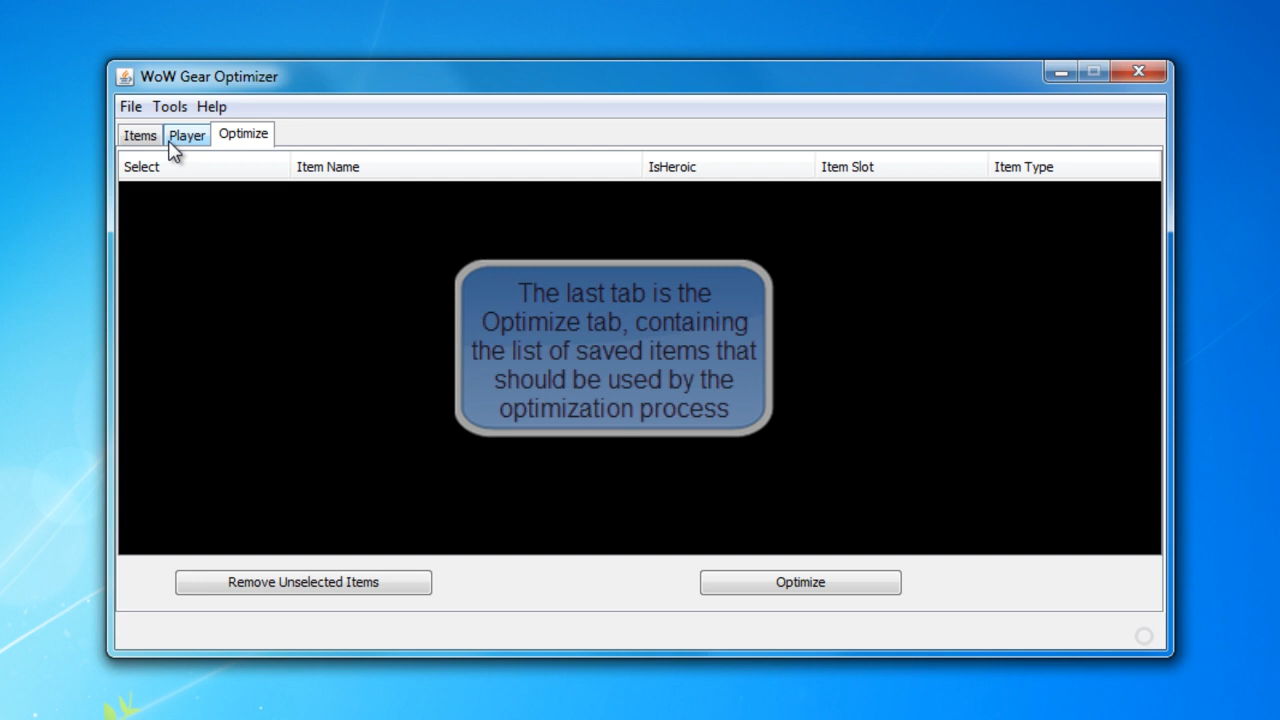 WoW Gear Optimizer
File Tools Help
Items Player Optimize
Select Item Name IsHeroic Item Slot Item Type
The last tab is the
Optimize tab, containing
the list of saved items that
should be used by the
optimization process
Remove Unselected Items Optimize